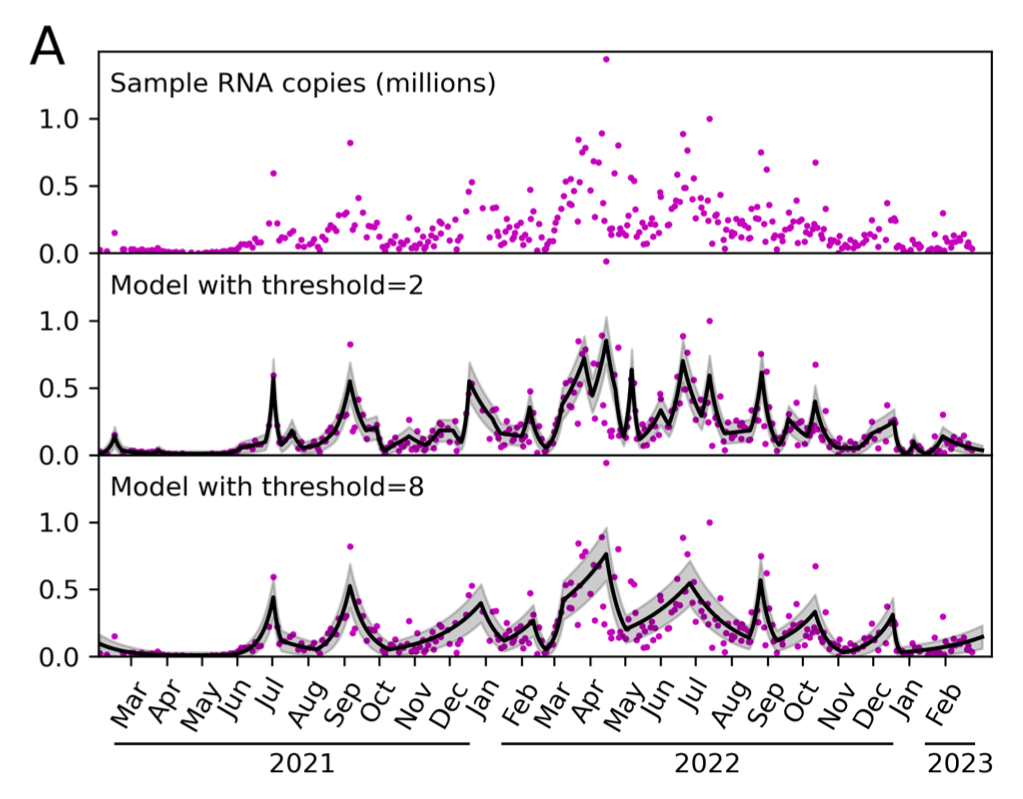 A
Sample RNA copies (millions)
1.0
0.5
0.0
Model with threshold=2
1.0
0.5
0.0
Model with threshold=8
1.0
0.5
0.0
Mar Apr May Jun Jul Aug Sep Oct Nov Dec Jan Feb Mar Apr May Jun Jul Aug Sep Oct Nov Dec Jan Feb
2021 2022 2023